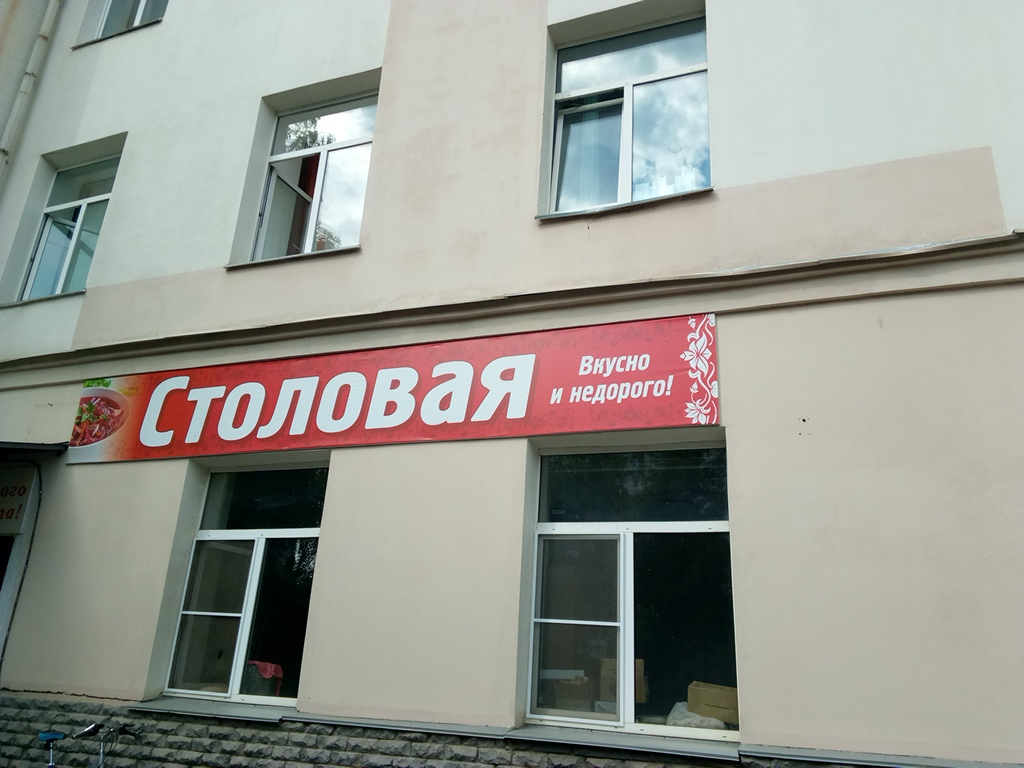 Столовая
Вкусно
и недорого!